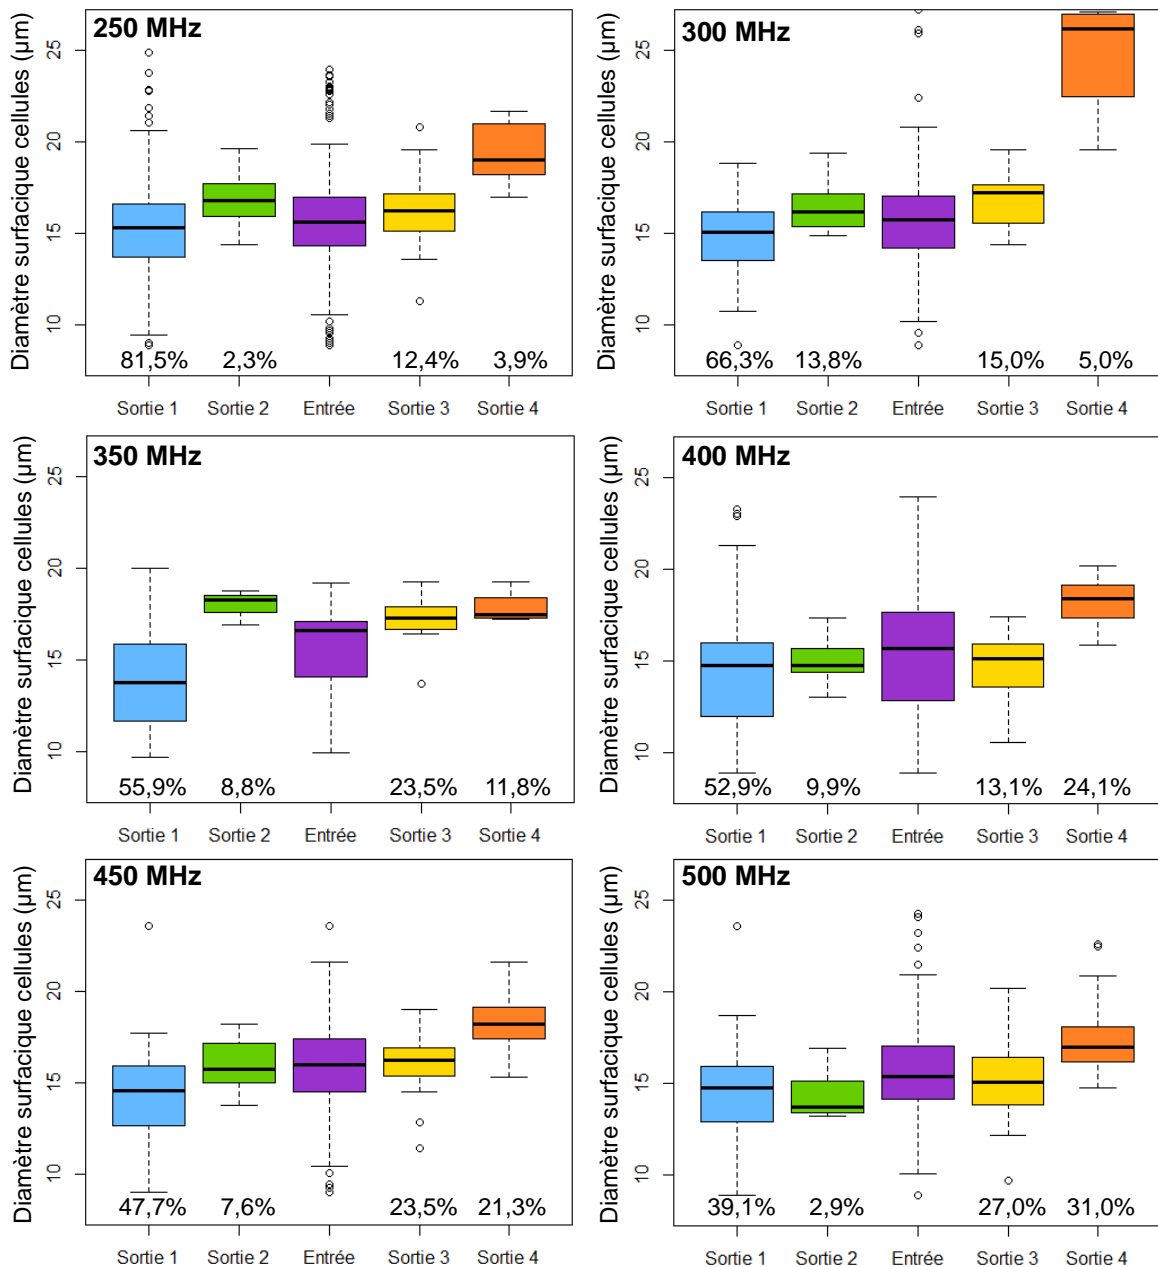 250 MHz
Diamètre surfacique cellules (µm)
25
20
15
10
81,5% 2,3% 12,4% 3,9%
Sortie 1 Sortie 2 Entrée Sortie 3 Sortie 4
300 MHz
Diamètre surfacique cellules (µm)
25
20
15
10
66,3% 13,8% 15,0% 5,0%
Sortie 1 Sortie 2 Entrée Sortie 3 Sortie 4
350 MHz
Diamètre surfacique cellules (µm)
25
20
15
10
55,9% 8,8% 23,5% 11,8%
Sortie 1 Sortie 2 Entrée Sortie 3 Sortie 4
400 MHz
Diamètre surfacique cellules (µm)
25
20
15
10
52,9% 9,9% 13,1% 24,1%
Sortie 1 Sortie 2 Entrée Sortie 3 Sortie 4
450 MHz
Diamètre surfacique cellules (µm)
25
20
15
10
47,7% 7,6% 23,5% 21,3%
Sortie 1 Sortie 2 Entrée Sortie 3 Sortie 4
500 MHz
Diamètre surfacique cellules (µm)
25
20
15
10
39,1% 2,9% 27,0% 31,0%
Sortie 1 Sortie 2 Entrée Sortie 3 Sortie 4